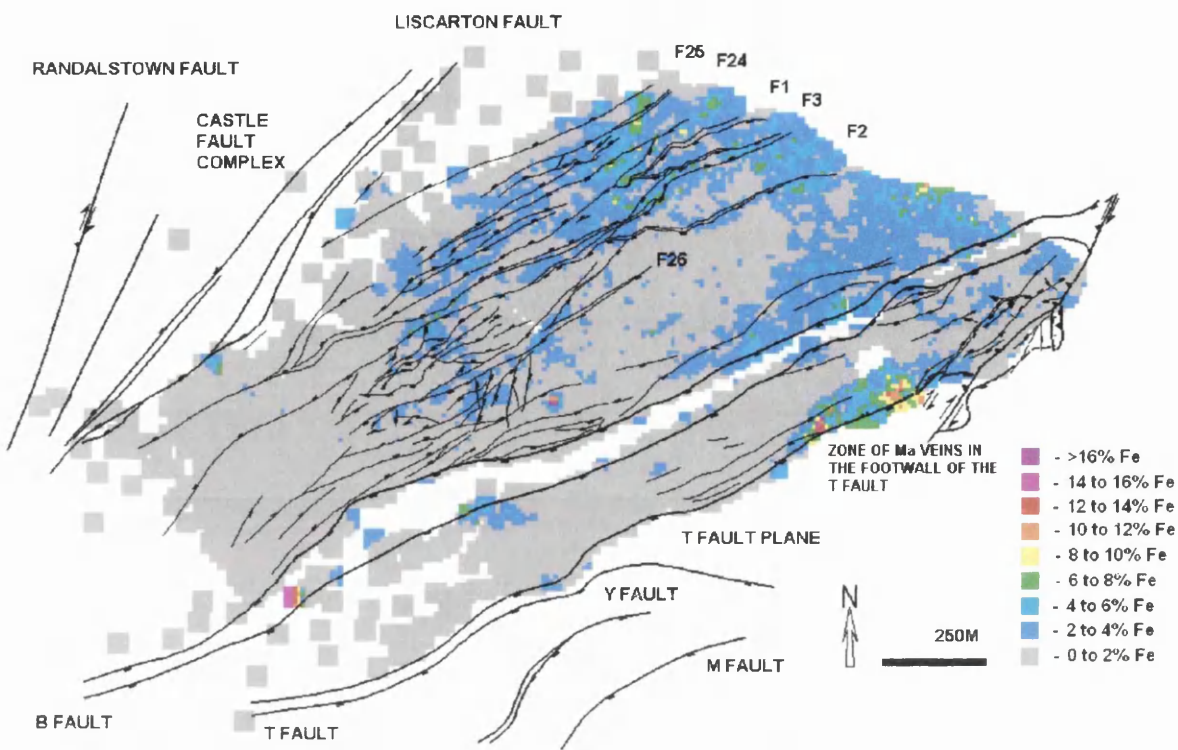 LISCARTON FAULT
RANDALSTOWN FAULT
CASTLE
FAULT
COMPLEX
F25
F24
F1
F3
F2
F26
ZONE OF Ma VEINS IN
THE FOOTWALL OF THE
T FAULT
- >16% Fe
- 14 to 16% Fe
- 12 to 14% Fe
- 10 to 12% Fe
- 8 to 10% Fe
- 6 to 8% Fe
- 4 to 6% Fe
- 2 to 4% Fe
- 0 to 2% Fe
T FAULT PLANE
Y FAULT
M FAULT
N
250M
B FAULT
T FAULT